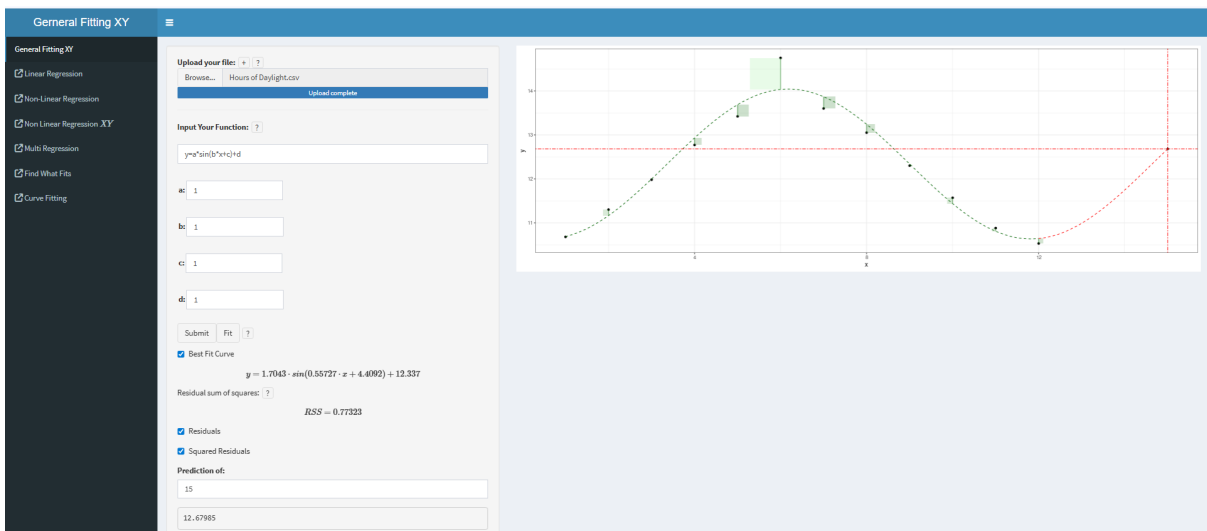 Gerneral Fitting XY
General Fitting XY
Linear Regression
Non-Linear Regression
Non Linear Regression XY
Multi Regression
Find What Fits
Curve Fitting
Upload your file: + ?
Browse... Hours of Daylight.csv
Upload complete
Input Your Function: ?
y=a*sin(b*x+c)+d
a: 1
b: 1
c: 1
d: 1
Submit Fit ?
Best Fit Curve
y = 1.7043 · sin(0.55727 · x + 4.4092) + 12.337
Residual sum of squares: ?
RSS = 0.77323
Residuals
Squared Residuals
Prediction of:
15
12.67985
14
13
y
12
11
4 8 12
x